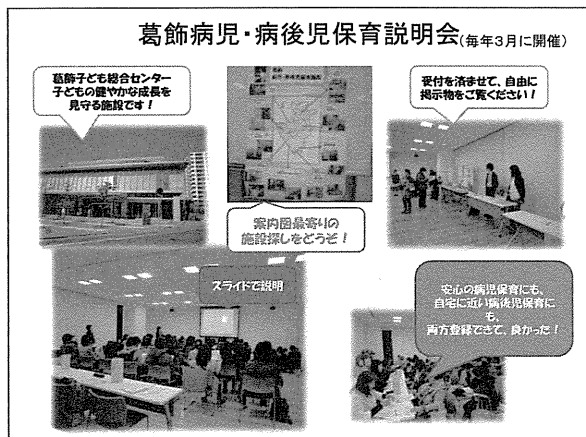 葛飾病児・病後児保育説明会(毎年3月に開催)
葛飾子ども総合センター
子どもの健やかな成長を
見守る施設です!
受付を済ませて、自由に
掲示物をご覧ください!
案内図最寄りの
施設探しをどうぞ!
スライドで説明
安心の病児保育にも、
自宅に近い病後児保育に
も、
両方登録できて、良かった!